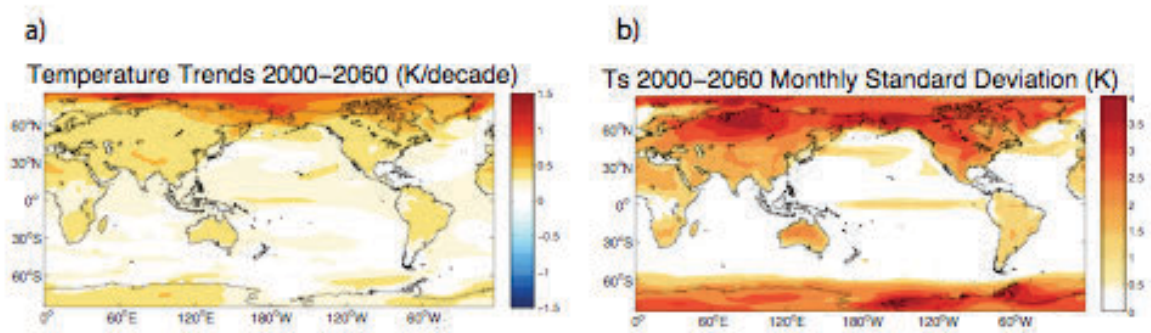 a)
Temperature Trends 2000-2060 (K/decade)
60°N
30°N
0°
30°S
60°S
0°
60°E
120°E
180°W
120°W
60°W
1.5
1
0.5
0
-0.5
-1
-1.5
b)
Ts 2000-2060 Monthly Standard Deviation (K)
60°N
30°N
0°
30°S
60°S
0°
60°E
120°E
180°W
120°W
60°W
4
3.5
3
2.5
2
1.5
1
0.5
0